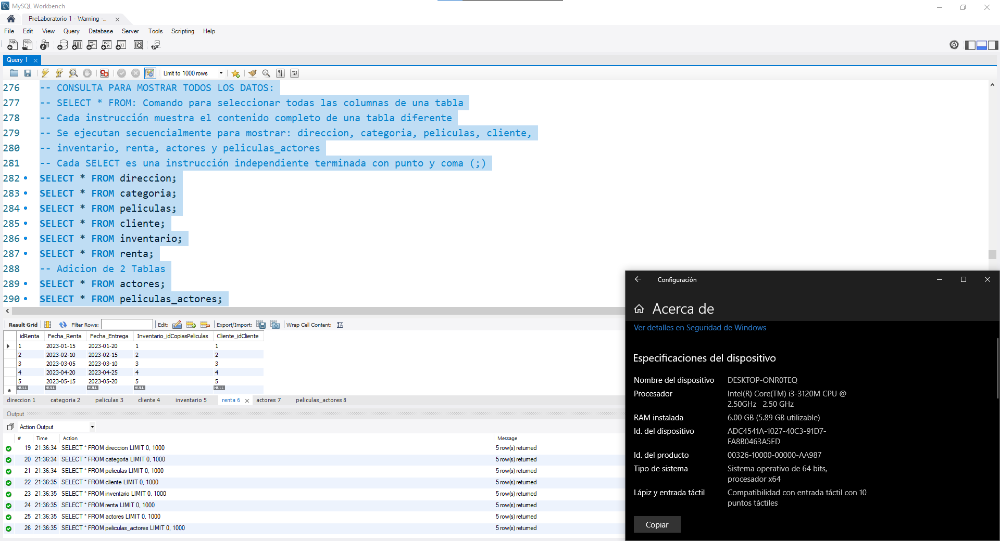 MySQL Workbench
PreLaboratorio 1 - Warning -...
File Edit View Query Database Server Tools Scripting Help
Query 1
Limit to 1000 rows
276 -- CONSULTA PARA MOSTRAR TODOS LOS DATOS:
277 -- SELECT * FROM: Comando para seleccionar todas las columnas de una tabla
278 -- Cada instrucción muestra el contenido completo de una tabla diferente
279 -- Se ejecutan secuencialmente para mostrar: direccion, categoria, peliculas, cliente,
280 -- inventario, renta, actores y peliculas_actores
281 -- Cada SELECT es una instrucción independiente terminada con punto y coma (;)
282 SELECT * FROM direccion;
283 SELECT * FROM categoria;
284 SELECT * FROM peliculas;
285 SELECT * FROM cliente;
286 SELECT * FROM inventario;
287 SELECT * FROM renta;
288 -- Adicion de 2 Tablas
289 SELECT * FROM actores;
290 SELECT * FROM peliculas_actores;
Result Grid Filter Rows: Edit: Export/Import: Wrap Cell Content:
idRenta Fecha_Renta Fecha_Entrega Inventario_idCopiasPeliculas Cliente_idCliente
1 2023-01-15 2023-01-20 1 1
2 2023-02-10 2023-02-15 2 2
3 2023-03-05 2023-03-10 3 3
4 2023-04-20 2023-04-25 4 4
5 2023-05-15 2023-05-20 5 5
NULL NULL NULL NULL NULL
direccion 1 categoria 2 peliculas 3 cliente 4 inventario 5 renta 6 actores 7 peliculas_actores 8
Output
Action Output
# Time Action Message
19 21:36:34 SELECT * FROM direccion LIMIT 0, 1000 5 row(s) returned
20 21:36:34 SELECT * FROM categoria LIMIT 0, 1000 5 row(s) returned
21 21:36:34 SELECT * FROM peliculas LIMIT 0, 1000 5 row(s) returned
22 21:36:35 SELECT * FROM cliente LIMIT 0, 1000 5 row(s) returned
23 21:36:35 SELECT * FROM inventario LIMIT 0, 1000 5 row(s) returned
24 21:36:35 SELECT * FROM renta LIMIT 0, 1000 5 row(s) returned
25 21:36:35 SELECT * FROM actores LIMIT 0, 1000 5 row(s) returned
26 21:36:35 SELECT * FROM peliculas_actores LIMIT 0, 1000 5 row(s) returned
Configuración
Acerca de
Ver detalles en Seguridad de Windows
Especificaciones del dispositivo
Nombre del dispositivo DESKTOP-ONR0TEQ
Procesador Intel(R) Core(TM) i3-3120M CPU @
2.50GHz 2.50 GHz
RAM instalada 6.00 GB (5.89 GB utilizable)
Id. del dispositivo ADC4541A-1027-40C3-91D7-
FA8B0463A5ED
Id. del producto 00326-10000-00000-AA987
Tipo de sistema Sistema operativo de 64 bits,
procesador x64
Lápiz y entrada táctil Compatibilidad con entrada táctil con 10
puntos táctiles
Copiar